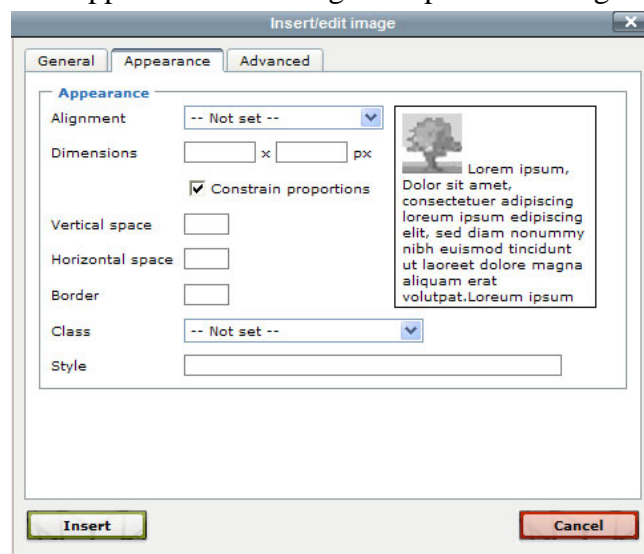 Insert/edit image
General Appearance Advanced
Appearance
Alignment -- Not set --
Dimensions x px
Constrain proportions
Vertical space
Horizontal space
Border
Class -- Not set --
Style
Lorem ipsum,
Dolor sit amet,
consectetuer adipiscing
loreum ipsum edipiscing
elit, sed diam nonummy
nibh euismod tincidunt
ut laoreet dolore magna
aliquam erat
volutpat.Loreum ipsum
Insert Cancel